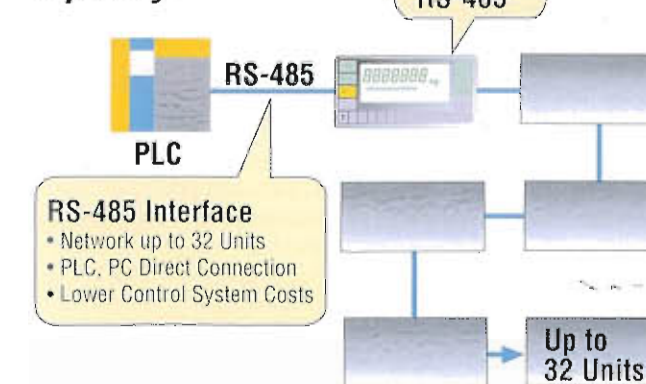 RS-485
RS-485
PLC
RS-485 Interface
• Network up to 32 Units
• PLC, PC Direct Connection
• Lower Control System Costs
Up to
32 Units